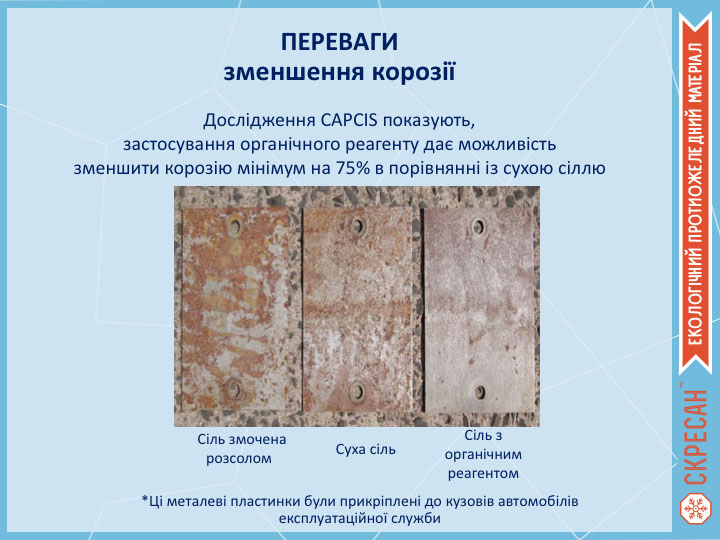 ПЕРЕВАГИ
зменшення корозії
Дослідження CAPCIS показують,
застосування органічного реагенту дає можливість
зменшити корозію мінімум на 75% в порівнянні із сухою сіллю
Сіль змочена
розсолом
Суха сіль
Сіль з
органічним
реагентом
*Ці металеві пластинки були прикріплені до кузовів автомобілів
експлуатаційної служби
ЕКОЛОГІЧНИЙ ПРОТИОЖЕЛЕДНИЙ МАТЕРІАЛ
СКРЕСАН™